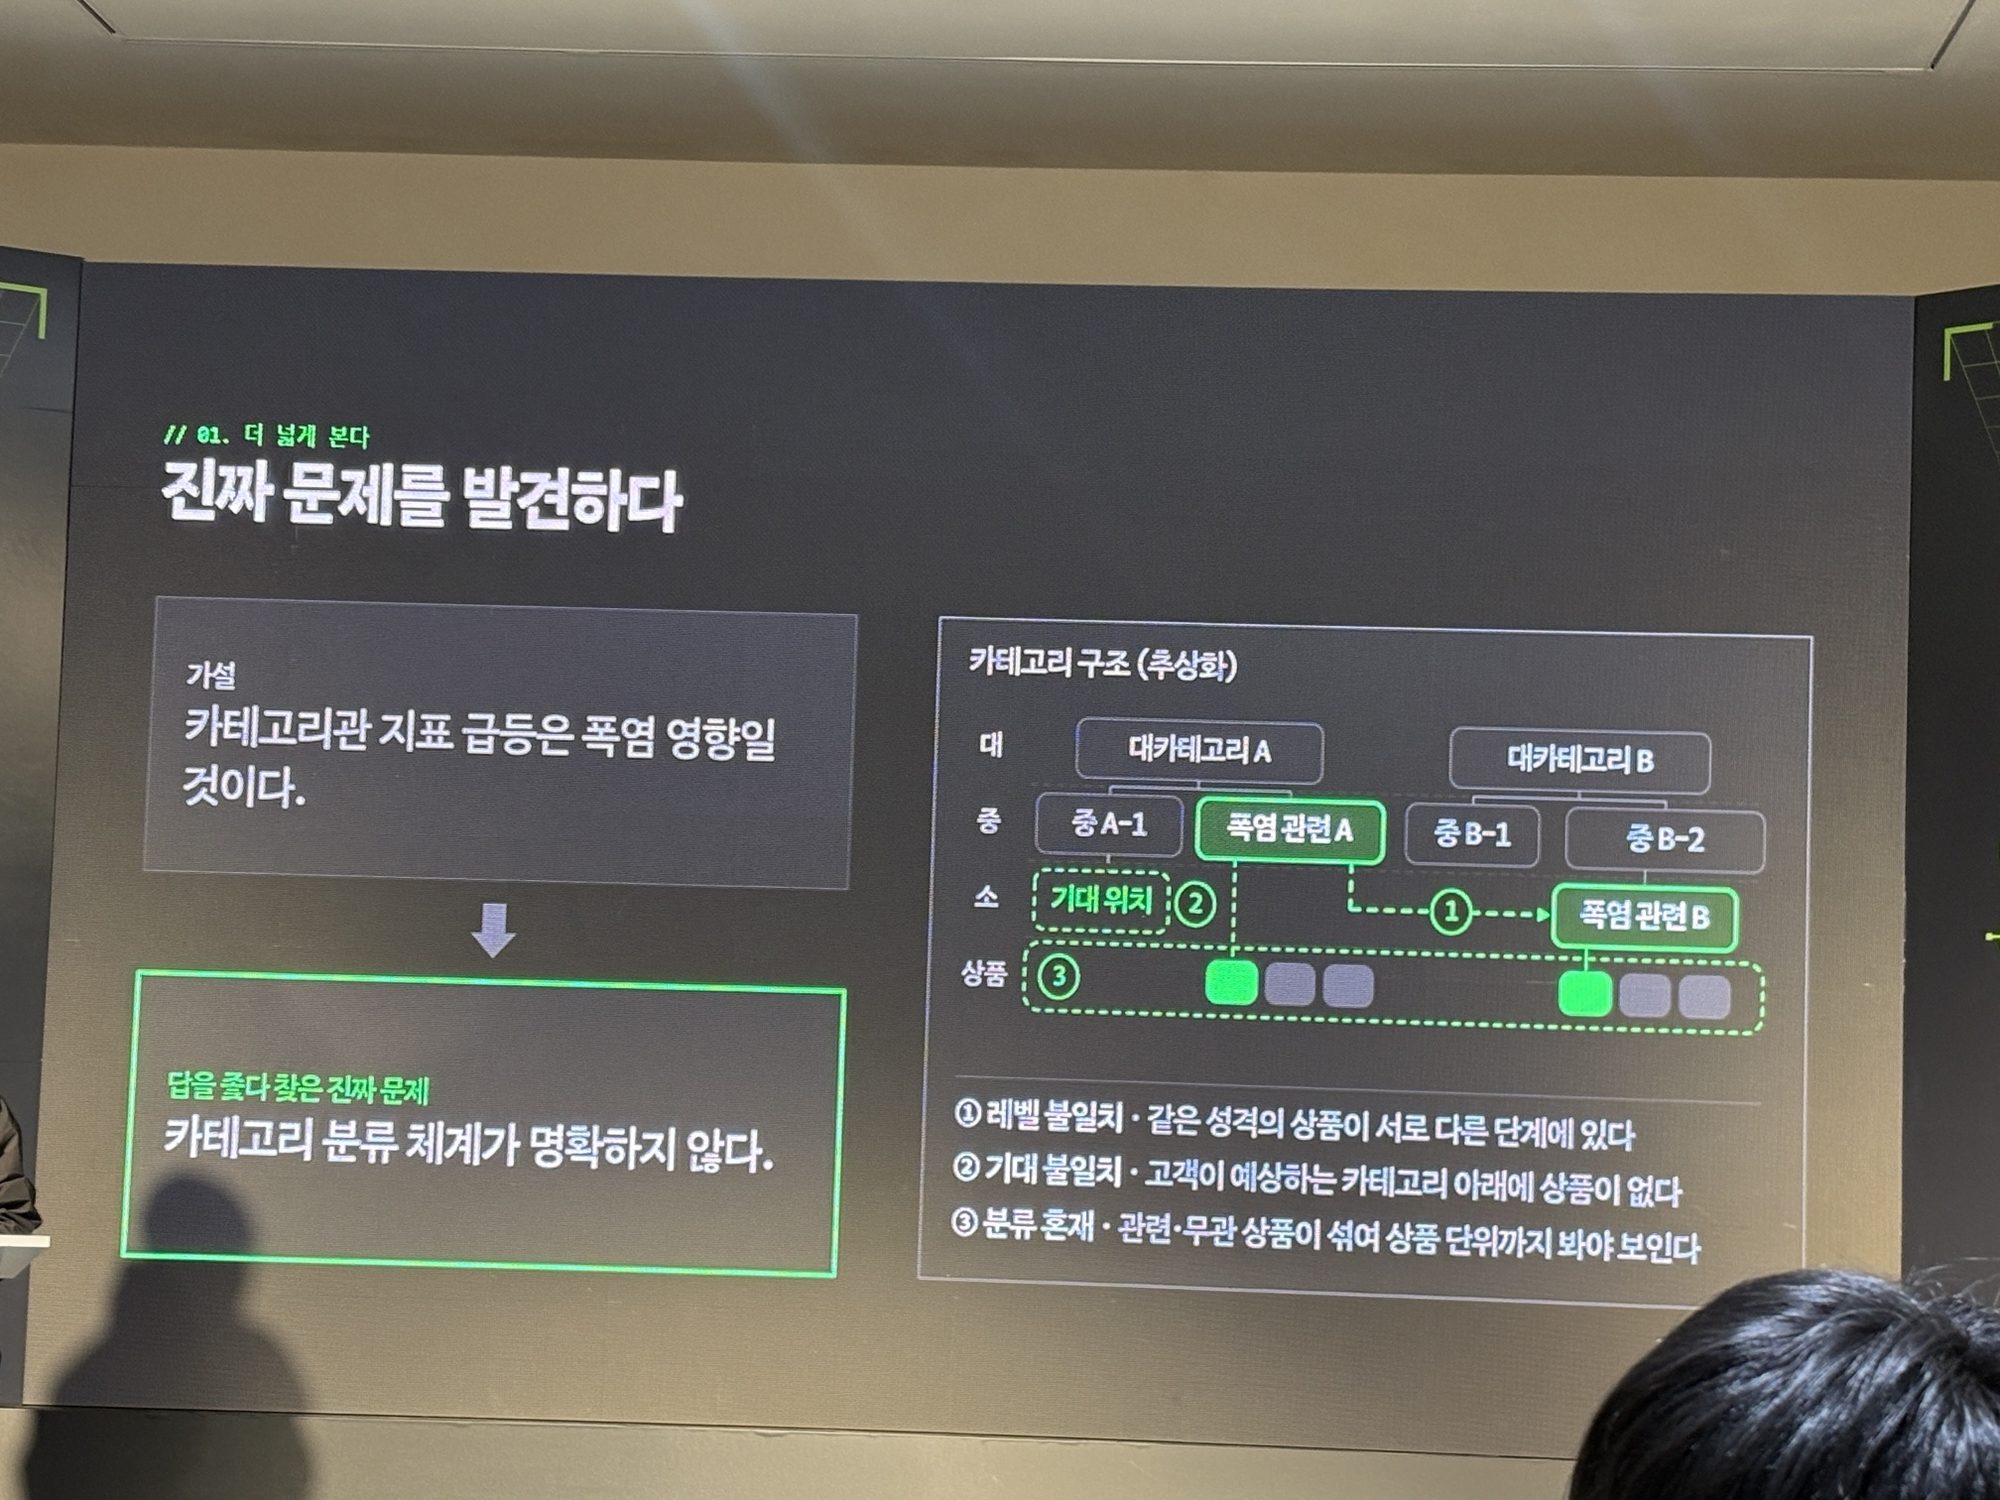 // 01. 더 넓게 본다
진짜 문제를 발견하다
가설
카테고리관 지표 급등은 폭염 영향일
것이다.
답을 좇다 찾은 진짜 문제
카테고리 분류 체계가 명확하지 않다.
카테고리 구조 (추상화)
대
대카테고리 A
대카테고리 B
중
중 A-1
폭염 관련 A
중 B-1
중 B-2
소
기대 위치
②
①
폭염 관련 B
상품
③
① 레벨 불일치 · 같은 성격의 상품이 서로 다른 단계에 있다
② 기대 불일치 · 고객이 예상하는 카테고리 아래에 상품이 없다
③ 분류 혼재 · 관련·무관 상품이 섞여 상품 단위까지 봐야 보인다